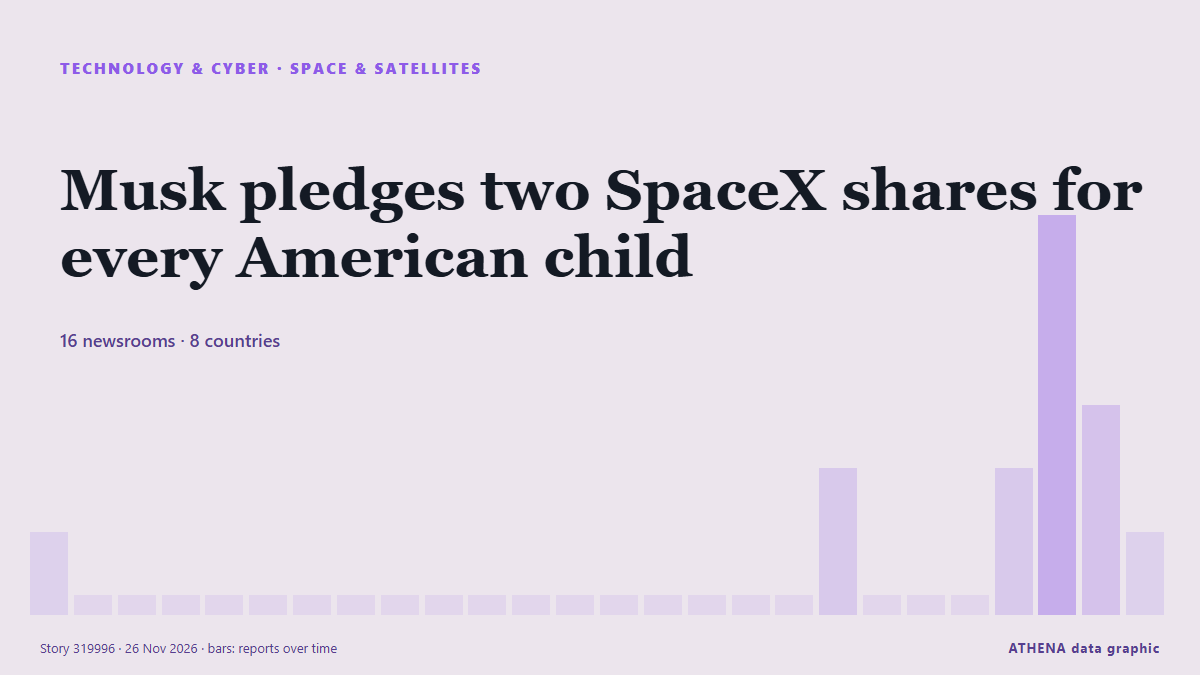 TECHNOLOGY & CYBER · SPACE & SATELLITES
Musk pledges two SpaceX shares for
every American child
16 newsrooms · 8 countries
Story 319996 · 26 Nov 2026 · bars: reports over time
ATHENA data graphic